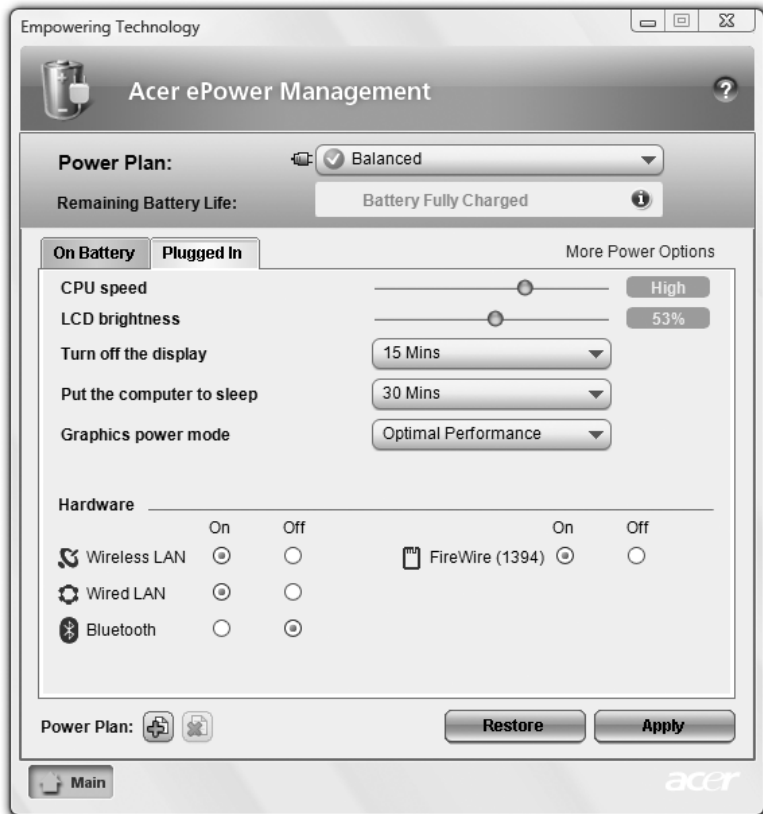 Empowering Technology
Acer ePower Management
?
Power Plan: Balanced
Remaining Battery Life: Battery Fully Charged i
On Battery Plugged In More Power Options
CPU speed High
LCD brightness 53%
Turn off the display 15 Mins
Put the computer to sleep 30 Mins
Graphics power mode Optimal Performance
Hardware
On Off On Off
Wireless LAN FireWire (1394)
Wired LAN
Bluetooth
Power Plan: Restore Apply
Main acer